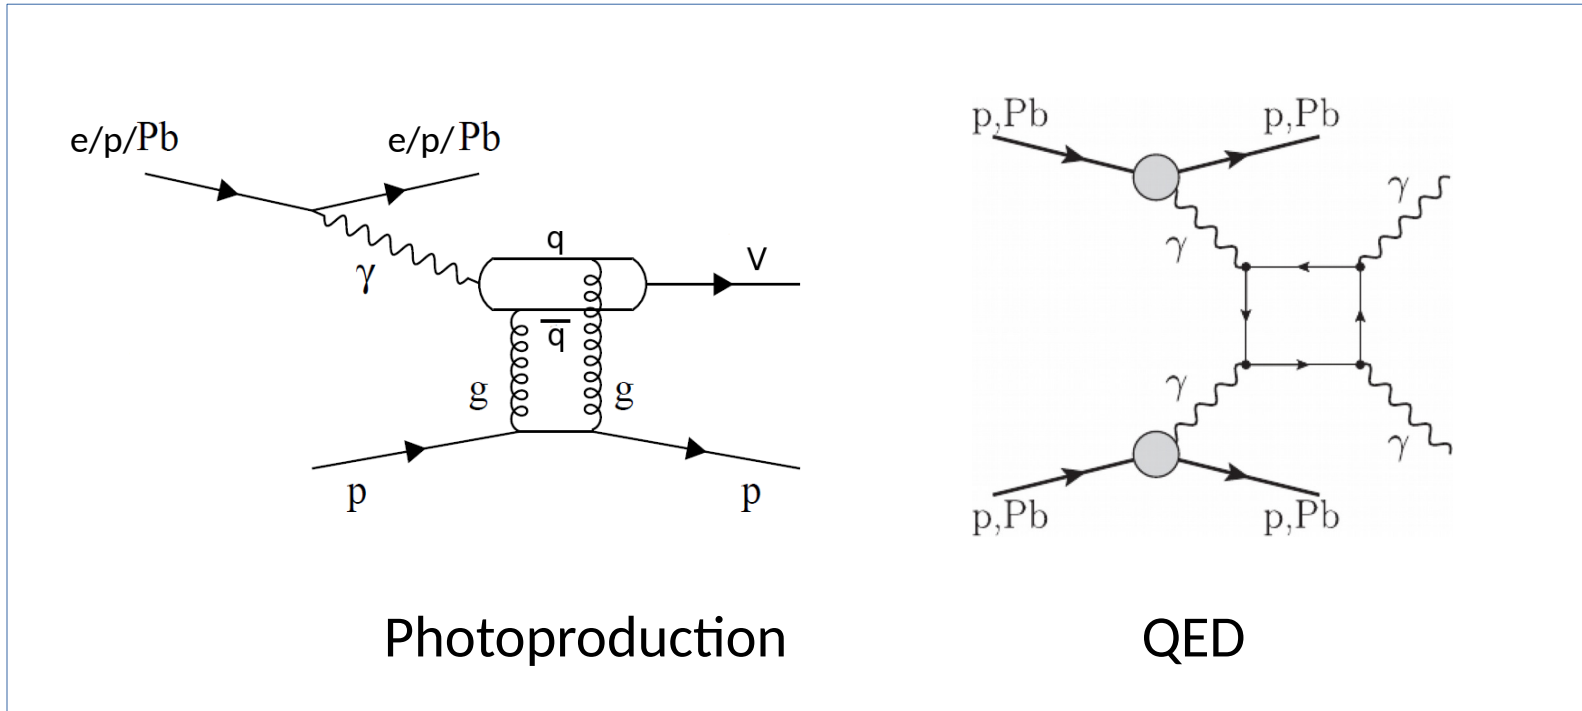 e/p/Pb
e/p/Pb
γ
q
q̅
V
g
g
p
p
Photoproduction
p,Pb
p,Pb
γ
γ
γ
γ
p,Pb
p,Pb
QED